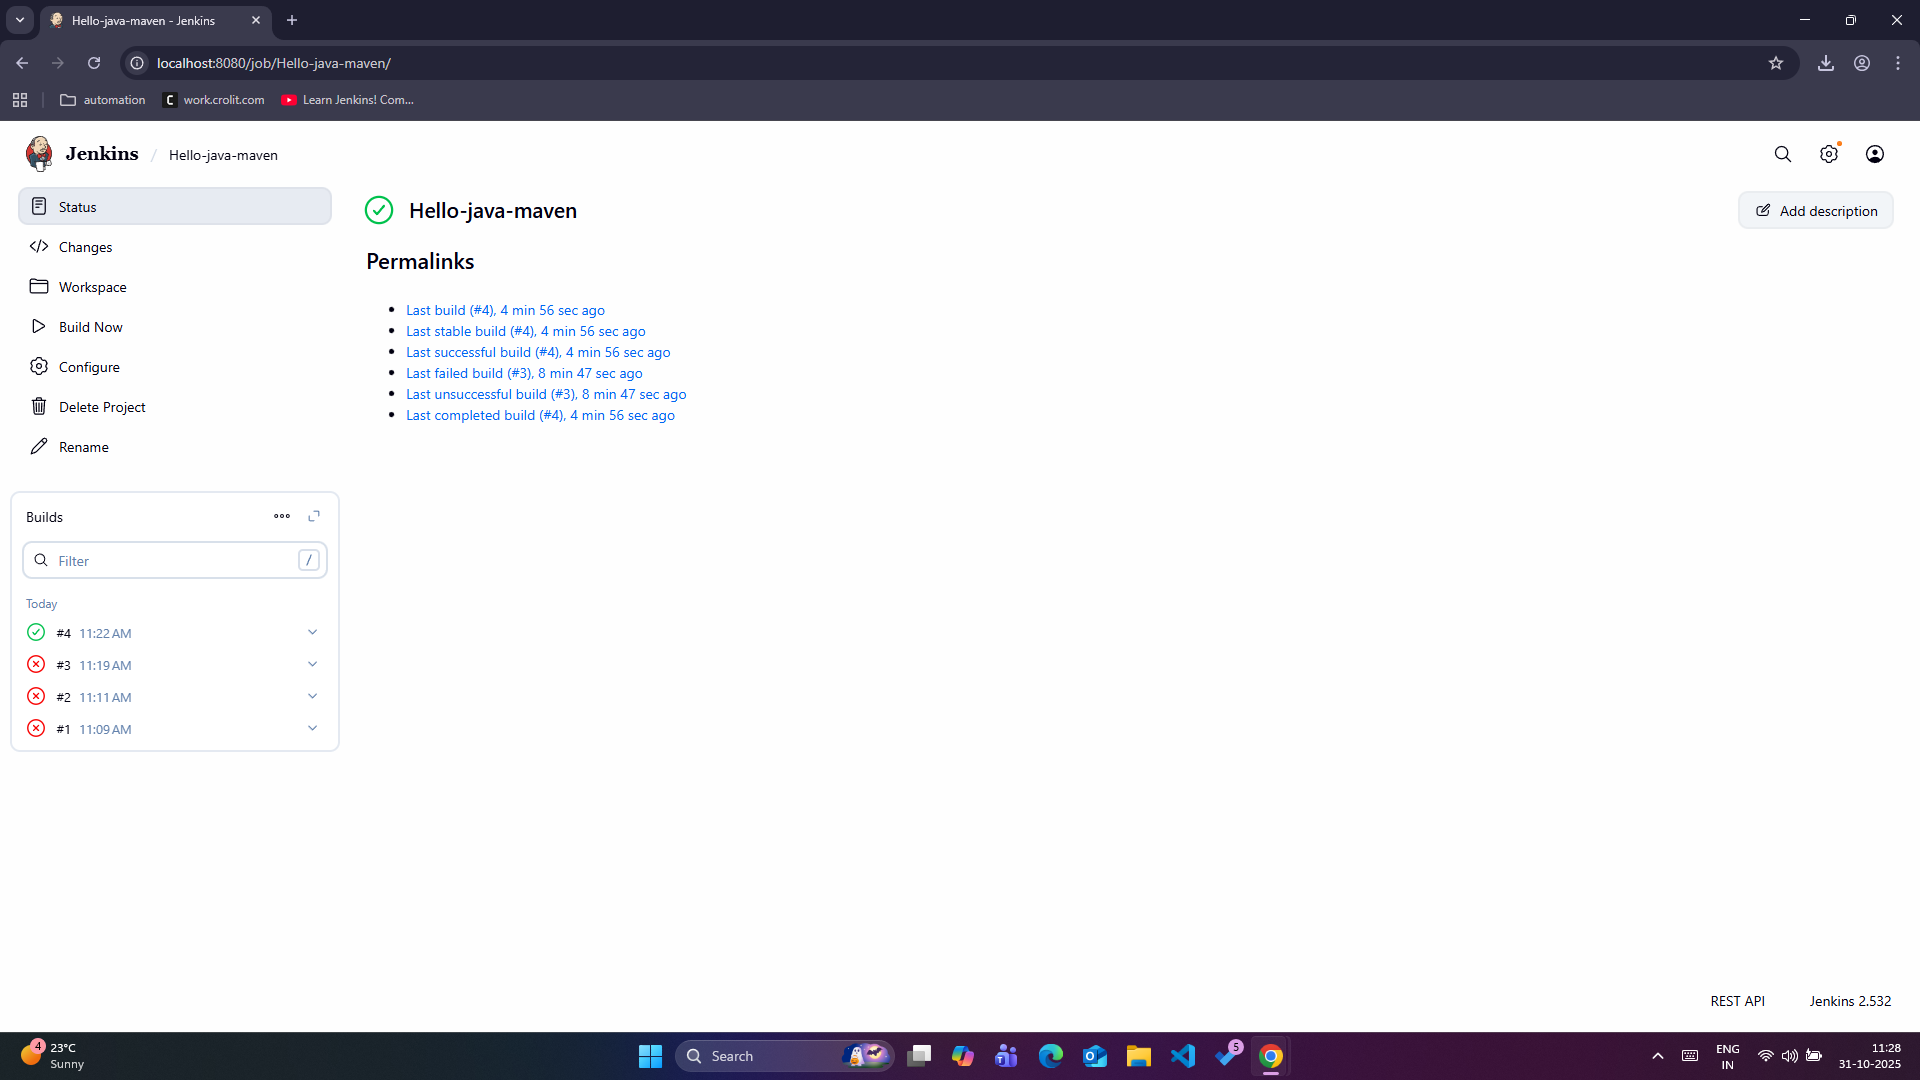 Hello-java-maven - Jenkins
localhost:8080/job/Hello-java-maven/
automation
work.crolit.com
Learn Jenkins! Com...
Jenkins / Hello-java-maven
Status
Changes
Workspace
Build Now
Configure
Delete Project
Rename
Hello-java-maven
Add description
Permalinks
Last build (#4), 4 min 56 sec ago
Last stable build (#4), 4 min 56 sec ago
Last successful build (#4), 4 min 56 sec ago
Last failed build (#3), 8 min 47 sec ago
Last unsuccessful build (#3), 8 min 47 sec ago
Last completed build (#4), 4 min 56 sec ago
Builds
Filter /
Today
#4 11:22 AM
#3 11:19 AM
#2 11:11 AM
#1 11:09 AM
REST API
Jenkins 2.532
4
23°C
Sunny
Search
5
ENG
IN
11:28
31-10-2025